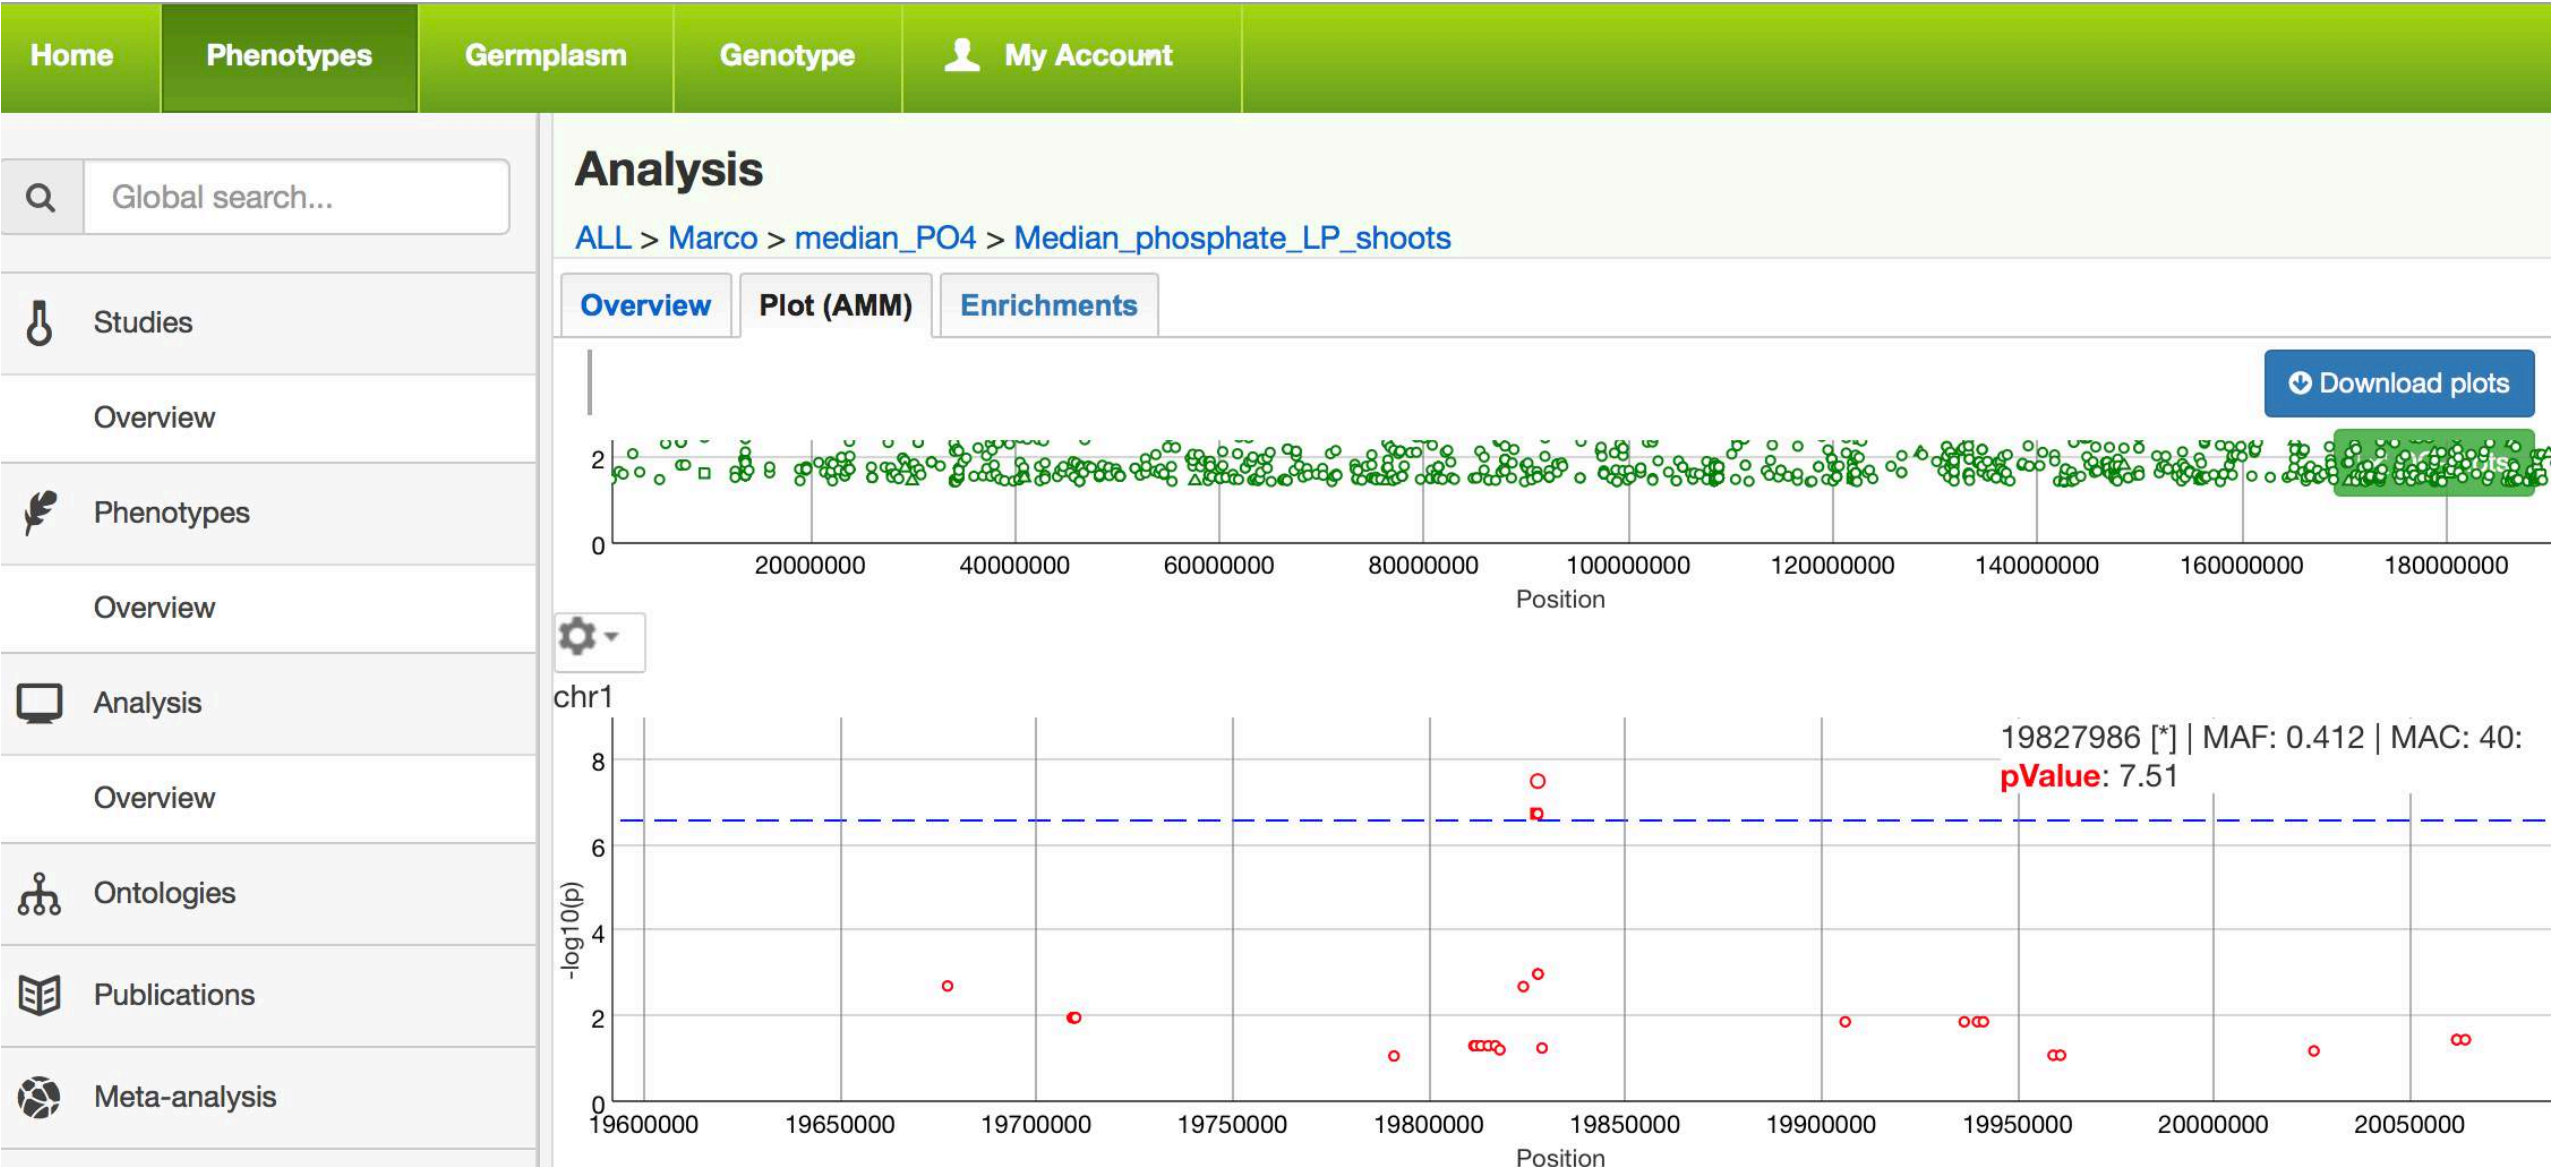 Home Phenotypes Germplasm Genotype My Account
Global search...
Studies
Overview
Phenotypes
Overview
Analysis
Overview
Ontologies
Publications
Meta-analysis
Analysis
ALL > Marco > median_PO4 > Median_phosphate_LP_shoots
Overview Plot (AMM) Enrichments
Download plots
2
0
20000000 40000000 60000000 80000000 100000000 120000000 140000000 160000000 180000000
Position
chr1
19827986 [*] | MAF: 0.412 | MAC: 40:
pValue: 7.51
8
6
4
2
0
-log10(p)
19600000 19650000 19700000 19750000 19800000 19850000 19900000 19950000 20000000 20050000
Position